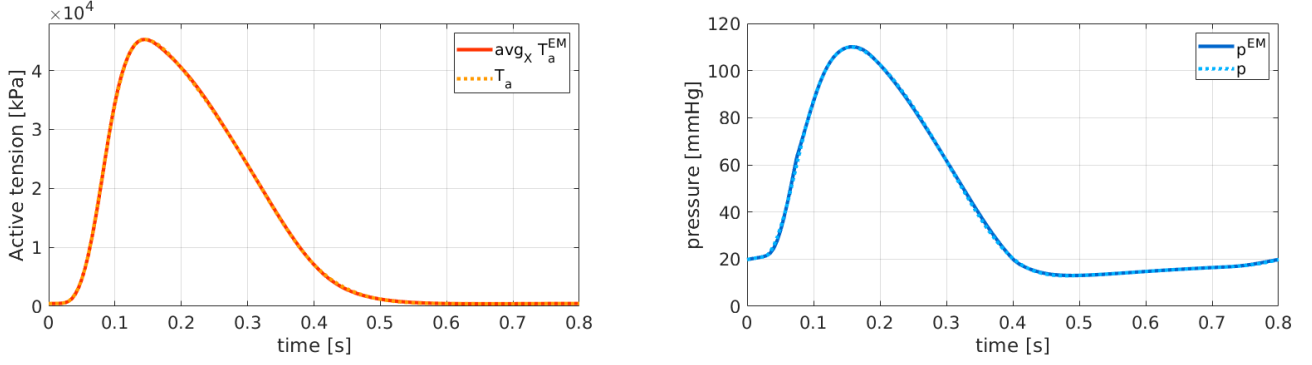 ×10⁴
Active tension [kPa]
4
3
2
1
0
0 0.1 0.2 0.3 0.4 0.5 0.6 0.7 0.8
time [s]
avg_X T_a^EM
T_a
pressure [mmHg]
120
100
80
60
40
20
0
0 0.1 0.2 0.3 0.4 0.5 0.6 0.7 0.8
time [s]
p^EM
p